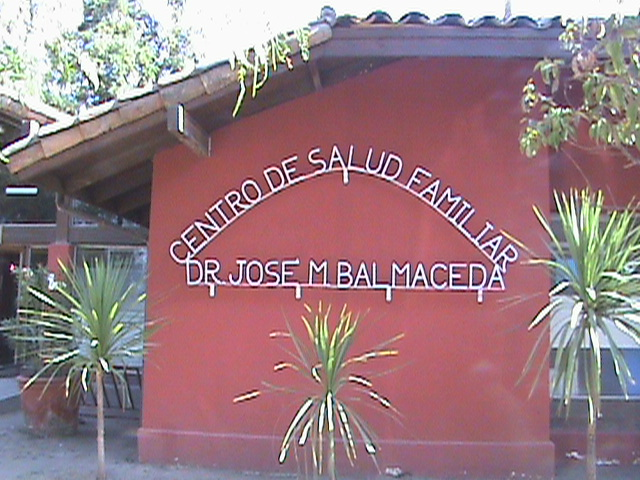 CENTRO DE SALUD FAMILIAR
DR. JOSE M. BALMACEDA